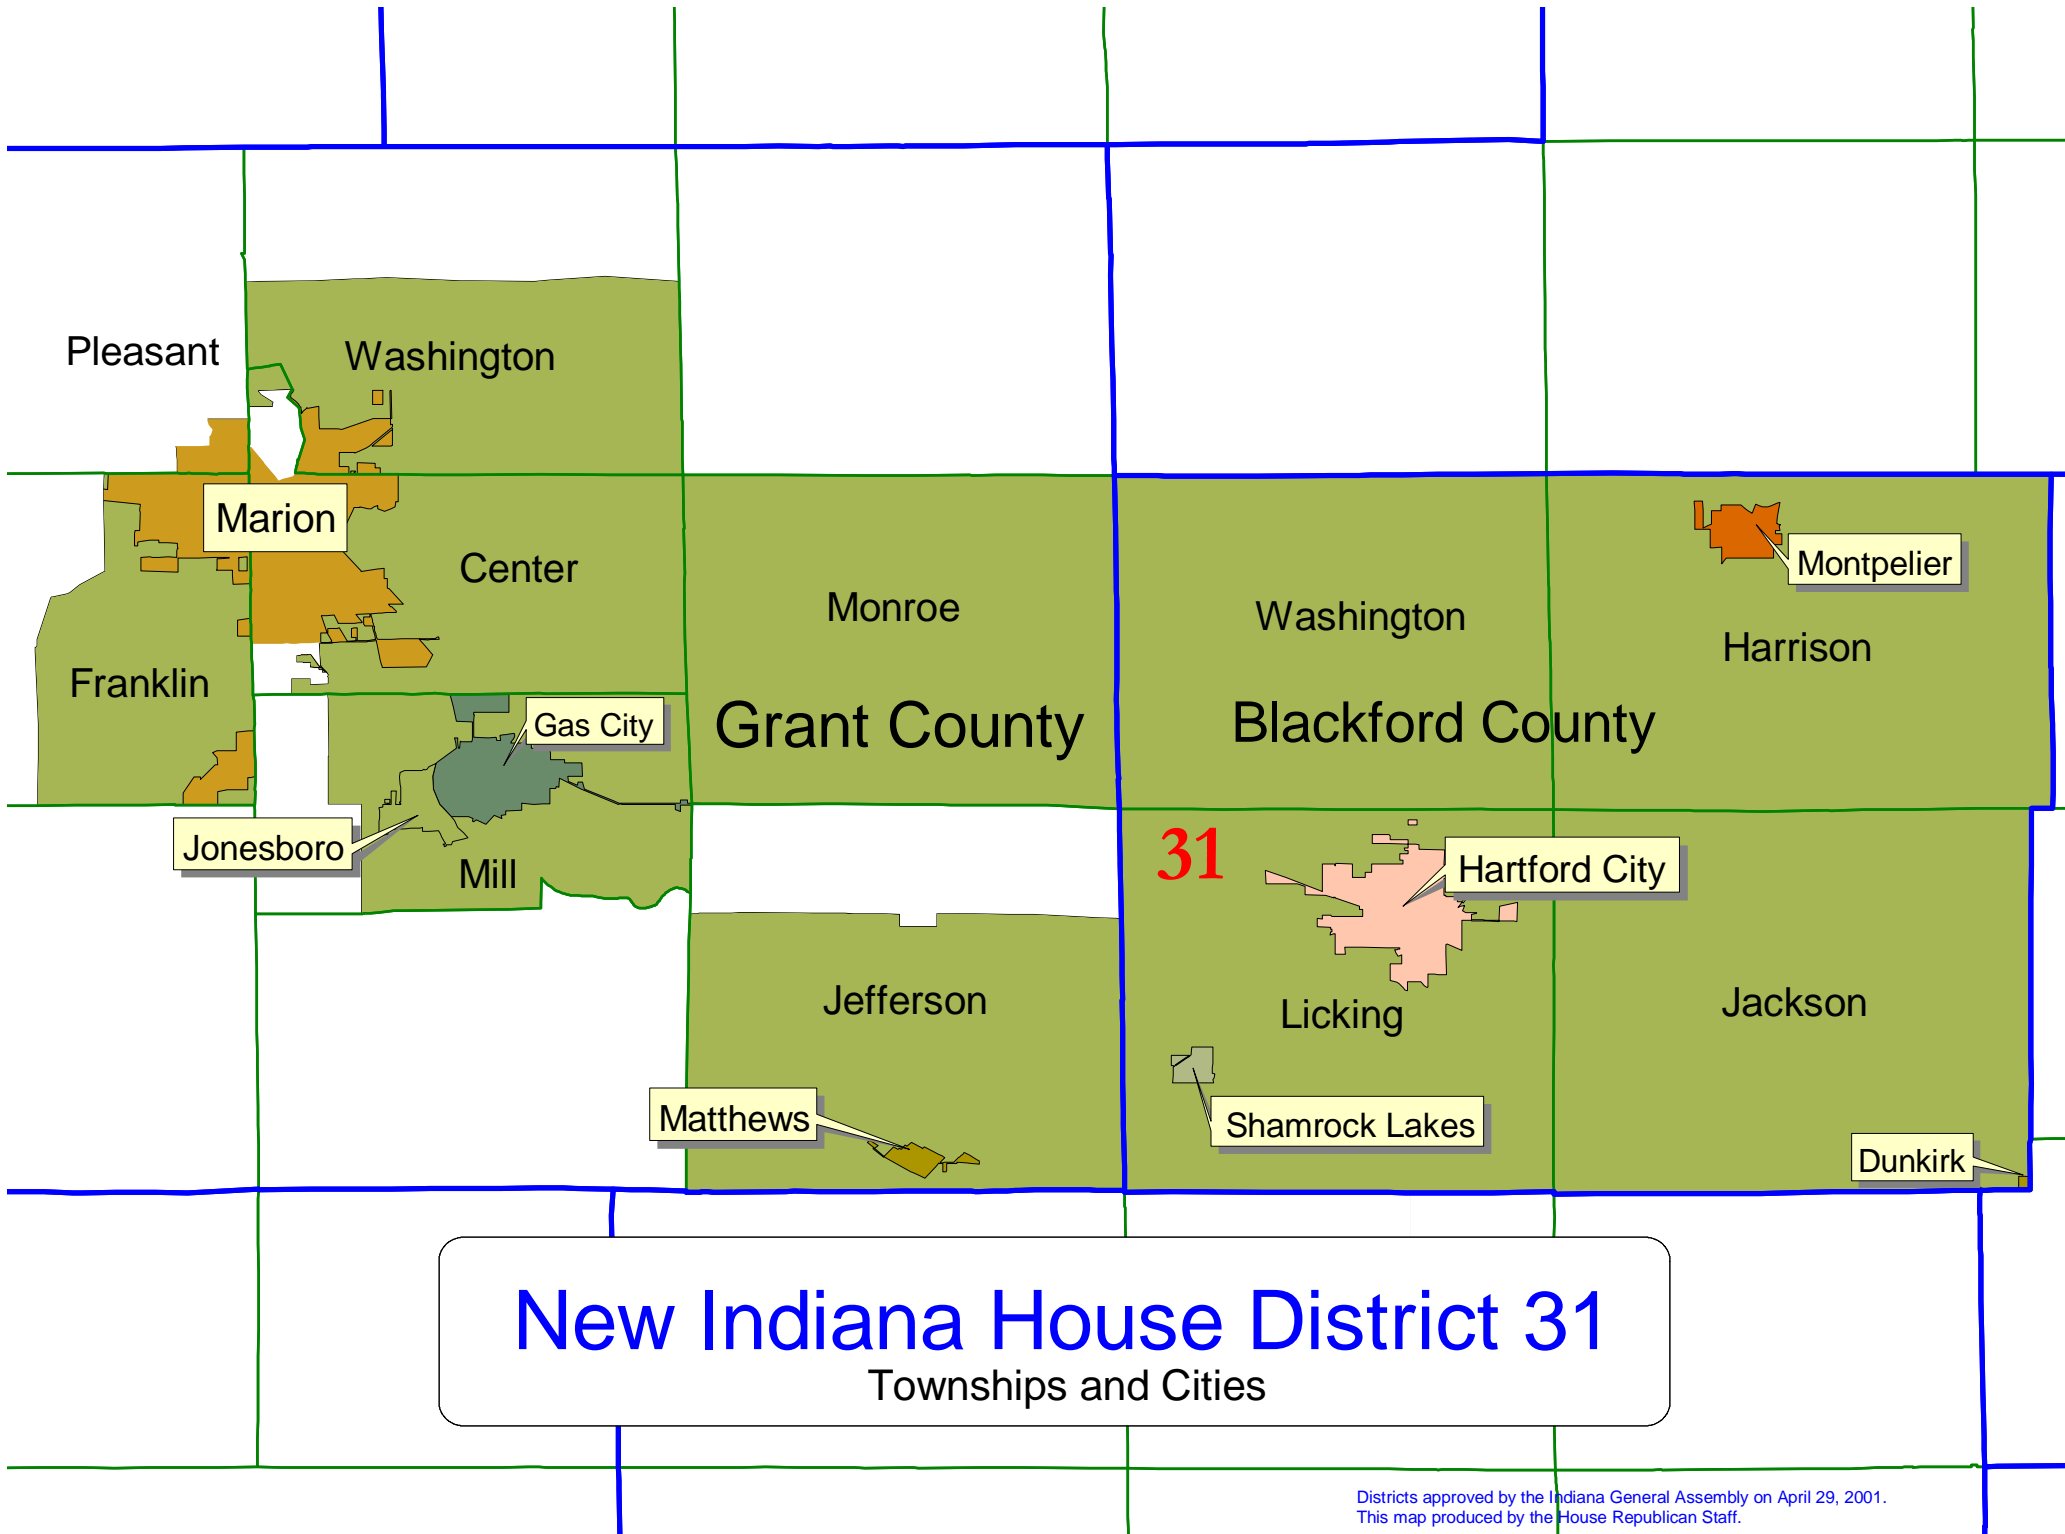 Pleasant
Washington
Marion
Center
Montpelier
Monroe
Washington
Harrison
Franklin
Gas City
Grant County
Blackford County
31
Jonesboro
Mill
Hartford City
Jefferson
Licking
Jackson
Matthews
Shamrock Lakes
Dunkirk
New Indiana House District 31
Townships and Cities
Districts approved by the Indiana General Assembly on April 29, 2001.
This map produced by the House Republican Staff.